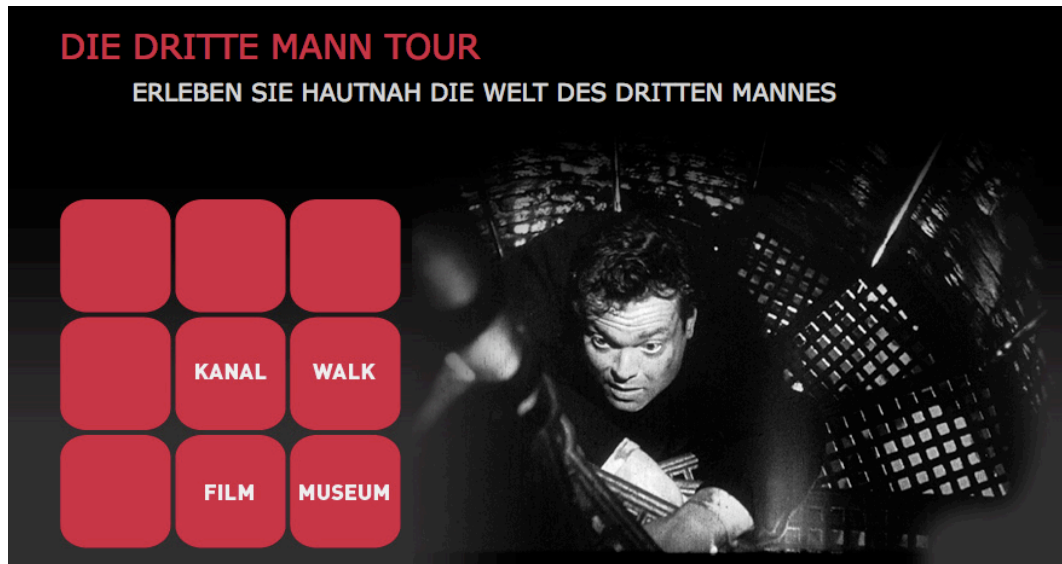 DIE DRITTE MANN TOUR
ERLEBEN SIE HAUTNAH DIE WELT DES DRITTEN MANNES
KANAL WALK
FILM MUSEUM